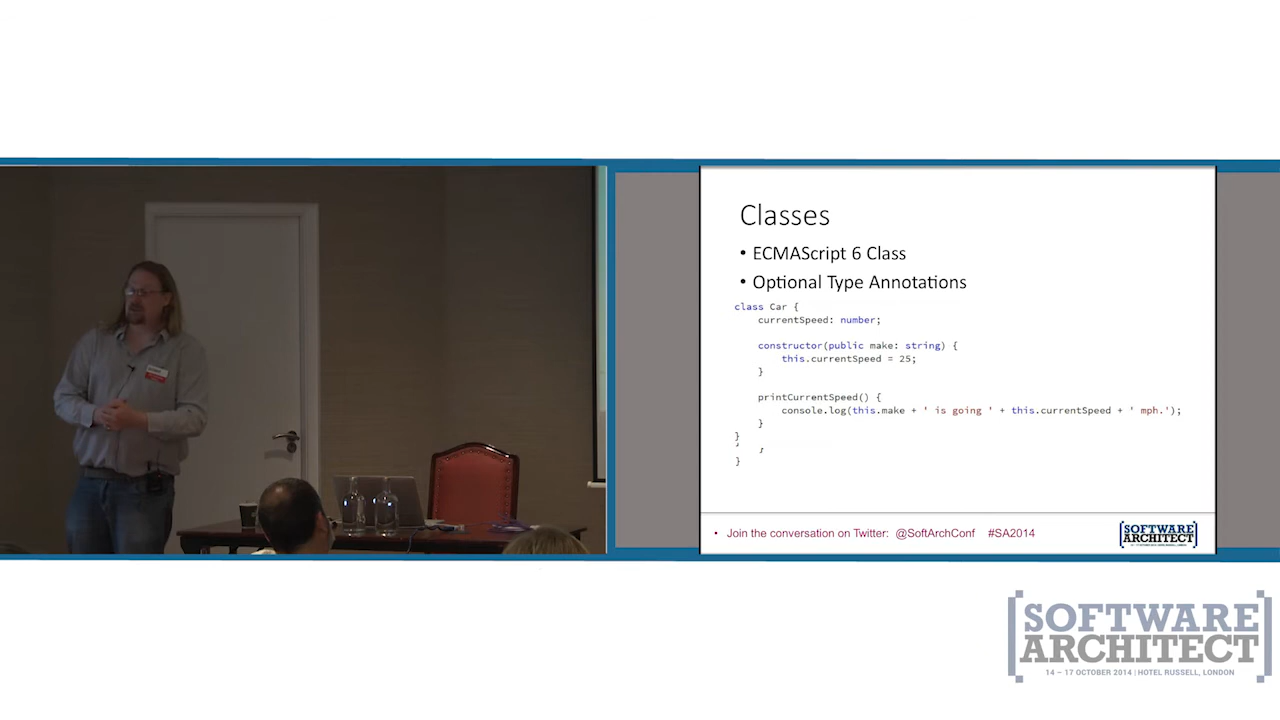 Classes
• ECMAScript 6 Class
• Optional Type Annotations
class Car {
    currentSpeed: number;
    constructor(public make: string) {
        this.currentSpeed = 25;
    }
    printCurrentSpeed() {
        console.log(this.make + ' is going ' + this.currentSpeed + ' mph.');
    }
}
}
• Join the conversation on Twitter: @SoftArchConf #SA2014
[SOFTWARE
ARCHITECT]
[SOFTWARE
ARCHITECT]
14 – 17 OCTOBER 2014 | HOTEL RUSSELL, LONDON